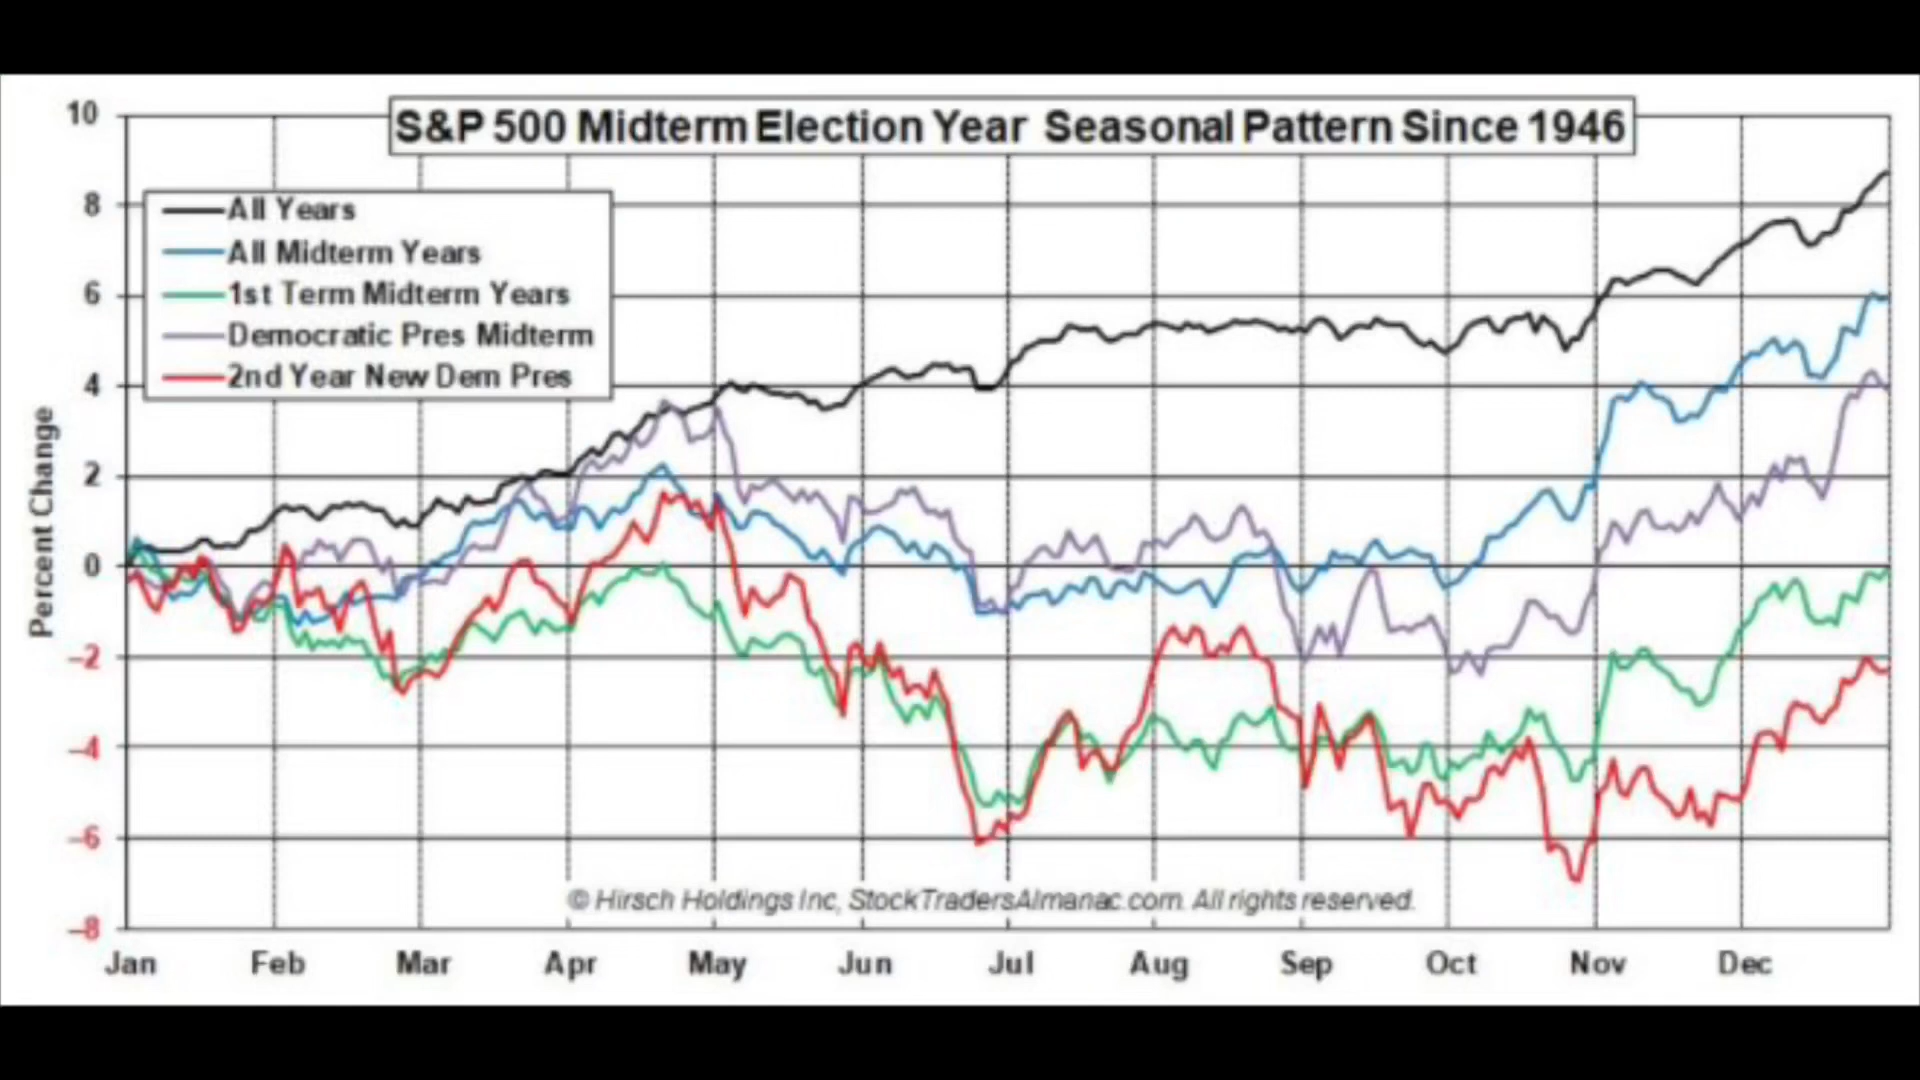 S&P 500 Midterm Election Year Seasonal Pattern Since 1946
10
8
6
4
2
0
-2
-4
-6
-8
Percent Change
All Years
All Midterm Years
1st Term Midterm Years
Democratic Pres Midterm
2nd Year New Dem Pres
© Hirsch Holdings Inc, StockTradersAlmanac.com. All rights reserved.
Jan Feb Mar Apr May Jun Jul Aug Sep Oct Nov Dec